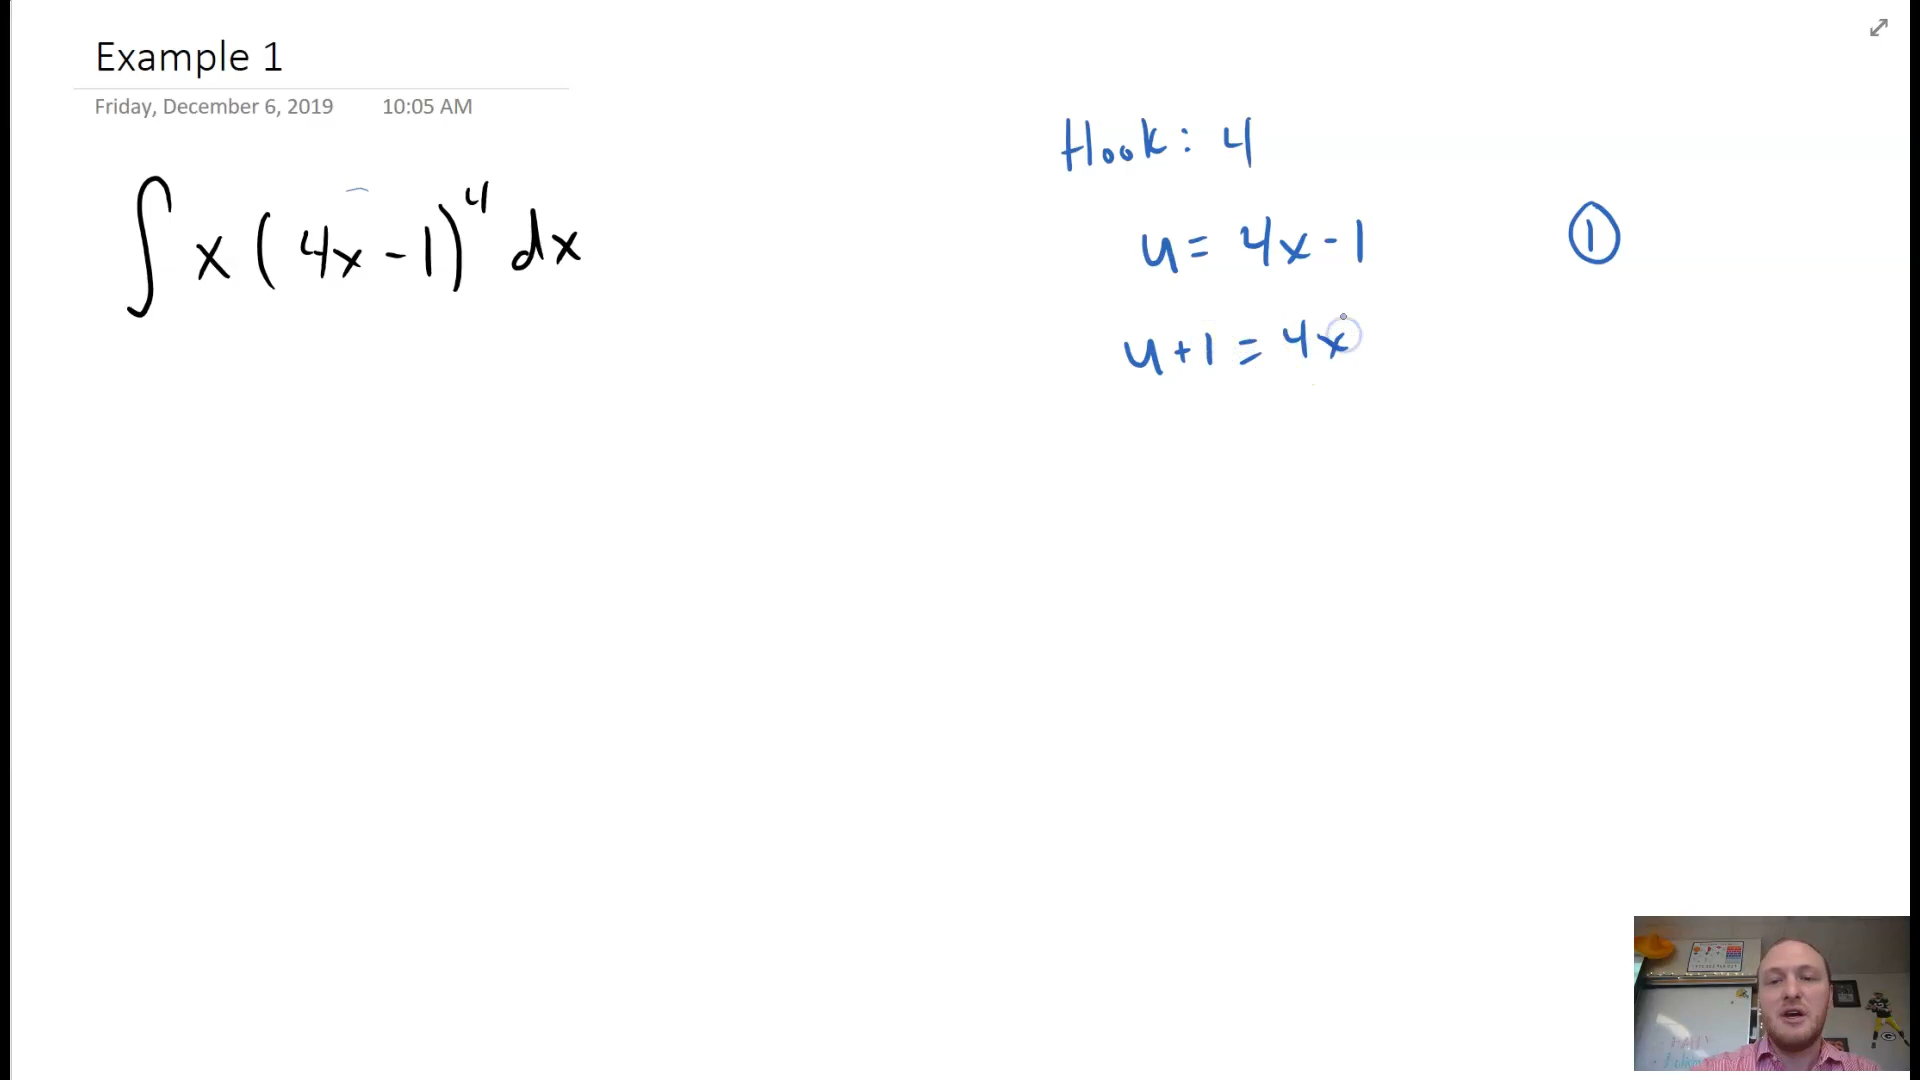 Example 1
Friday, December 6, 2019 10:05 AM
∫ x(4x-1)⁴ dx
Hook: 4
u = 4x-1 ①
u+1 = 4x